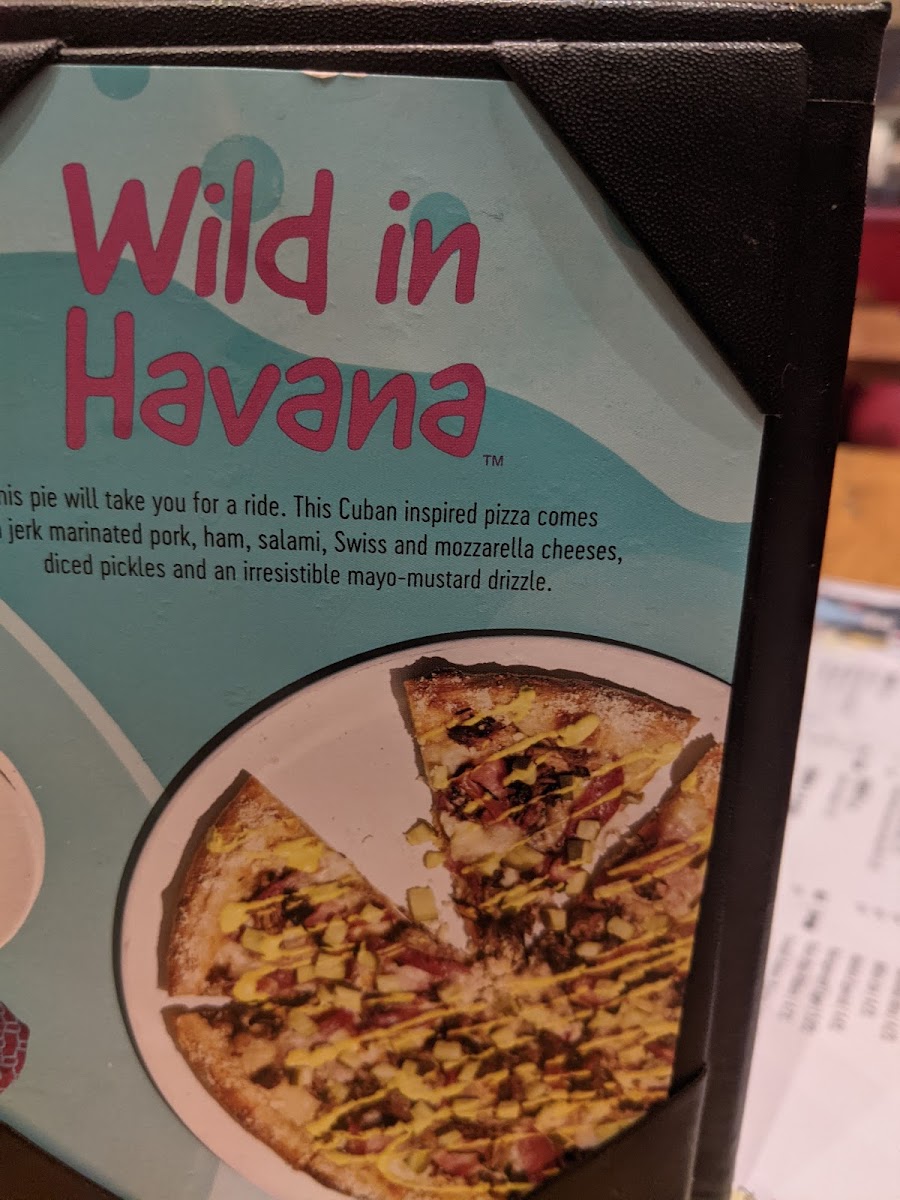 Wild in
Havana
TM
his pie will take you for a ride. This Cuban inspired pizza comes
jerk marinated pork, ham, salami, Swiss and mozzarella cheeses,
diced pickles and an irresistible mayo-mustard drizzle.